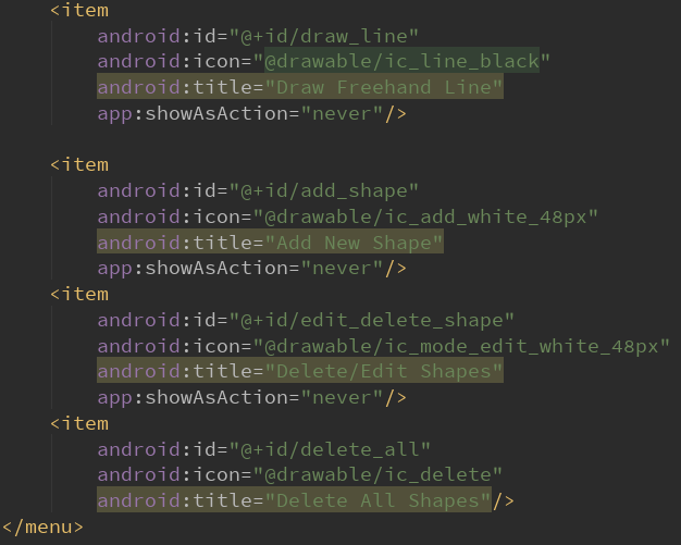 <item
android:id="@+id/draw_line"
android:icon="@drawable/ic_line_black"
android:title="Draw Freehand Line"
app:showAsAction="never"/>
<item
android:id="@+id/add_shape"
android:icon="@drawable/ic_add_white_48px"
android:title="Add New Shape"
app:showAsAction="never"/>
<item
android:id="@+id/edit_delete_shape"
android:icon="@drawable/ic_mode_edit_white_48px"
android:title="Delete/Edit Shapes"
app:showAsAction="never"/>
<item
android:id="@+id/delete_all"
android:icon="@drawable/ic_delete"
android:title="Delete All Shapes"/>
</menu>